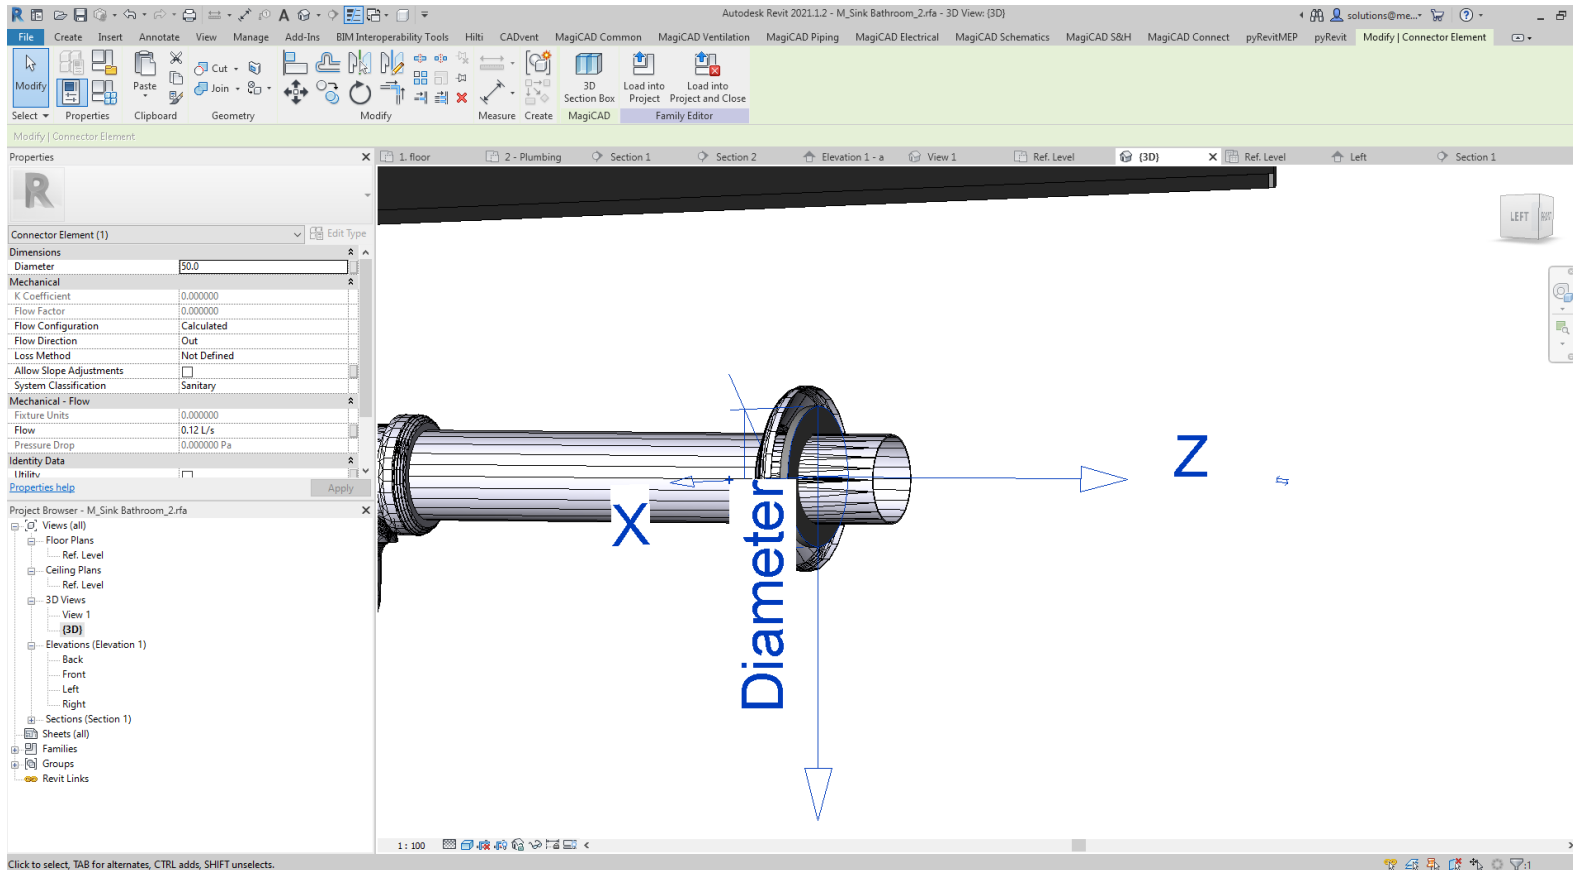 Autodesk Revit 2021.1.2 - M_Sink Bathroom_2.rfa - 3D View: {3D}
solutions@me...
File Create Insert Annotate View Manage Add-Ins BIM Interoperability Tools Hilti CADvent MagiCAD Common MagiCAD Ventilation MagiCAD Piping MagiCAD Electrical MagiCAD Schematics MagiCAD S&H MagiCAD Connect pyRevitMEP pyRevit Modify | Connector Element
Modify Paste Cut Join 3D Section Box Load into Project Load into Project and Close
Select Properties Clipboard Geometry Modify Measure Create MagiCAD Family Editor
Modify | Connector Element
Properties
1. floor 2 - Plumbing Section 1 Section 2 Elevation 1 - a View 1 Ref. Level {3D} Ref. Level Left Section 1
R
Connector Element (1) Edit Type
Dimensions
Diameter 50.0
Mechanical
K Coefficient 0.000000
Flow Factor 0.000000
Flow Configuration Calculated
Flow Direction Out
Loss Method Not Defined
Allow Slope Adjustments
System Classification Sanitary
Mechanical - Flow
Fixture Units 0.000000
Flow 0.12 L/s
Pressure Drop 0.000000 Pa
Identity Data
Utility
Properties help Apply
Project Browser - M_Sink Bathroom_2.rfa
Views (all)
Floor Plans
Ref. Level
Ceiling Plans
Ref. Level
3D Views
View 1
{3D}
Elevations (Elevation 1)
Back
Front
Left
Right
Sections (Section 1)
Sheets (all)
Families
Groups
Revit Links
LEFT
Z
X
Diameter
1 : 100
Click to select, TAB for alternates, CTRL adds, SHIFT unselects.
:1